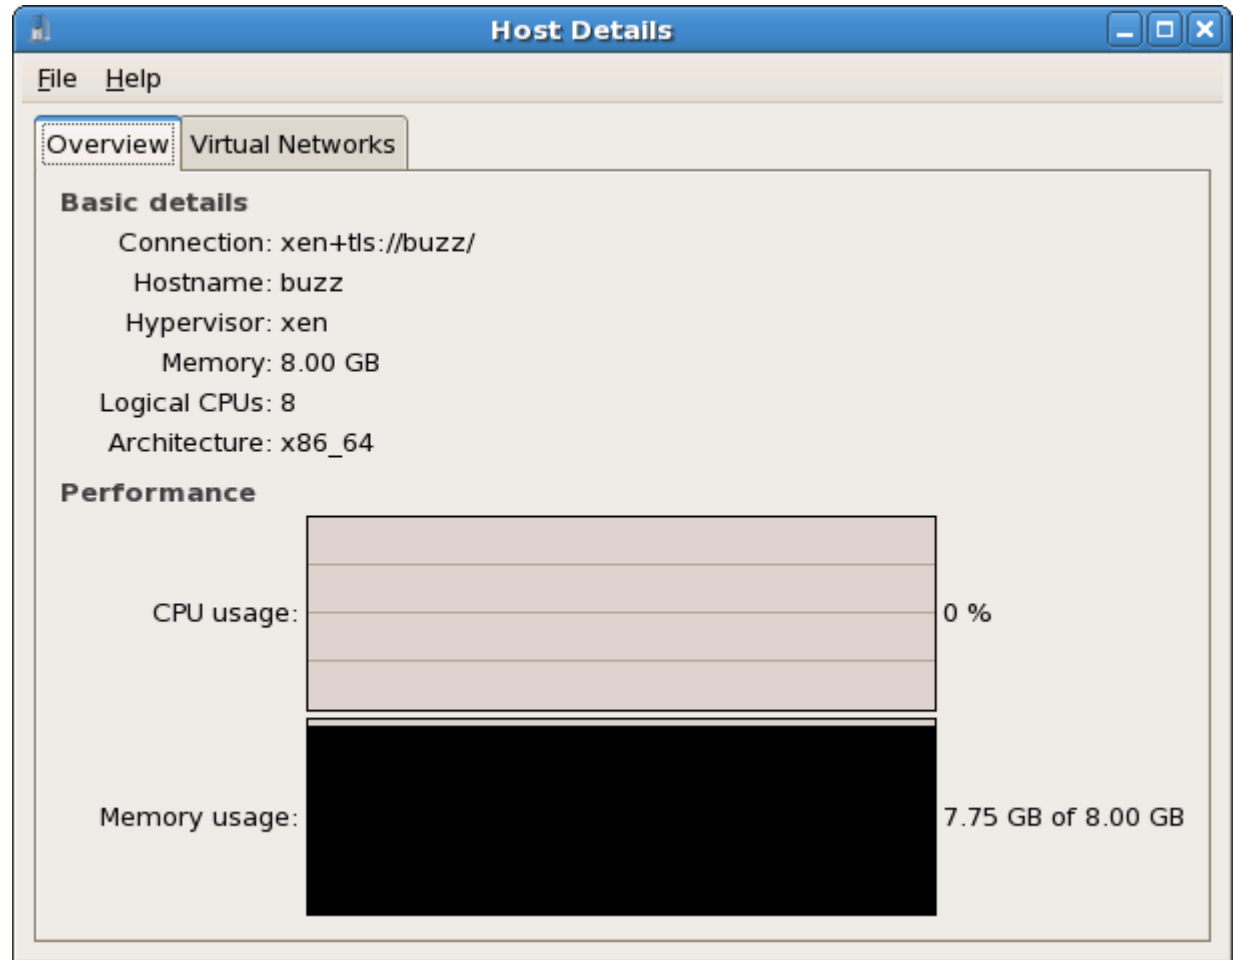 Host Details
File Help
Overview Virtual Networks
Basic details
Connection: xen+tls://buzz/
Hostname: buzz
Hypervisor: xen
Memory: 8.00 GB
Logical CPUs: 8
Architecture: x86_64
Performance
CPU usage: 0 %
Memory usage: 7.75 GB of 8.00 GB